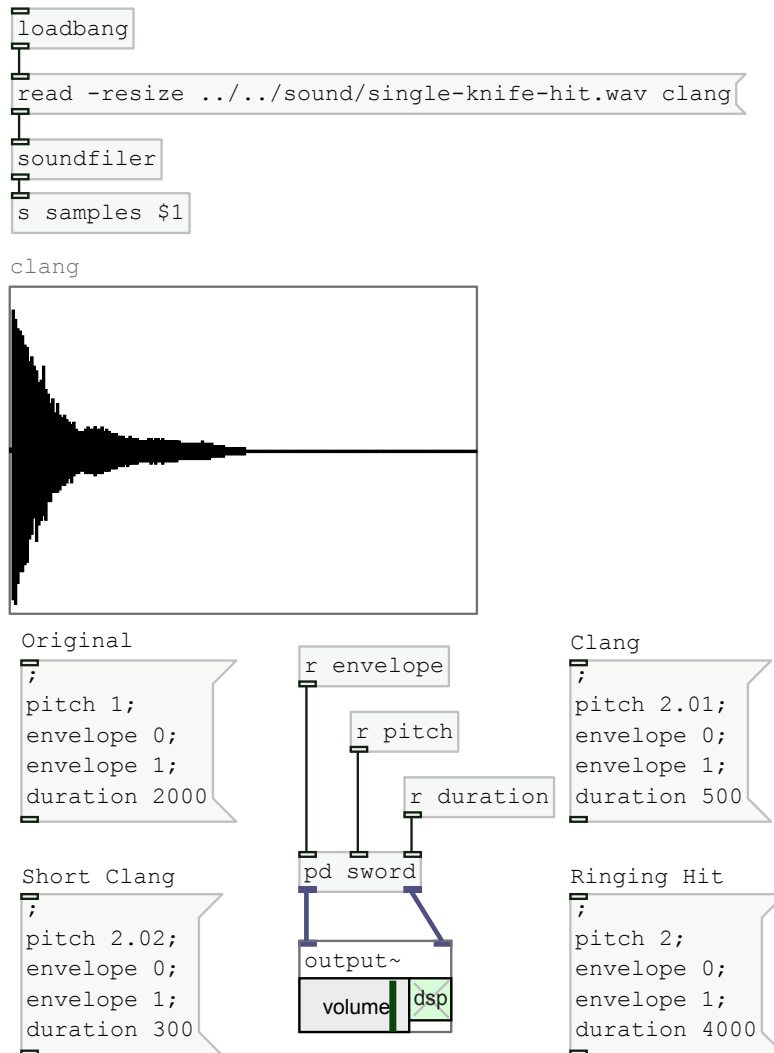 loadbang
read -resize ../../sound/single-knife-hit.wav clang
soundfiler
s samples $1
clang
Original
;
pitch 1;
envelope 0;
envelope 1;
duration 2000
r envelope
r pitch
r duration
pd sword
output~
volume
dsp
Clang
;
pitch 2.01;
envelope 0;
envelope 1;
duration 500
Short Clang
;
pitch 2.02;
envelope 0;
envelope 1;
duration 300
Ringing Hit
;
pitch 2;
envelope 0;
envelope 1;
duration 4000